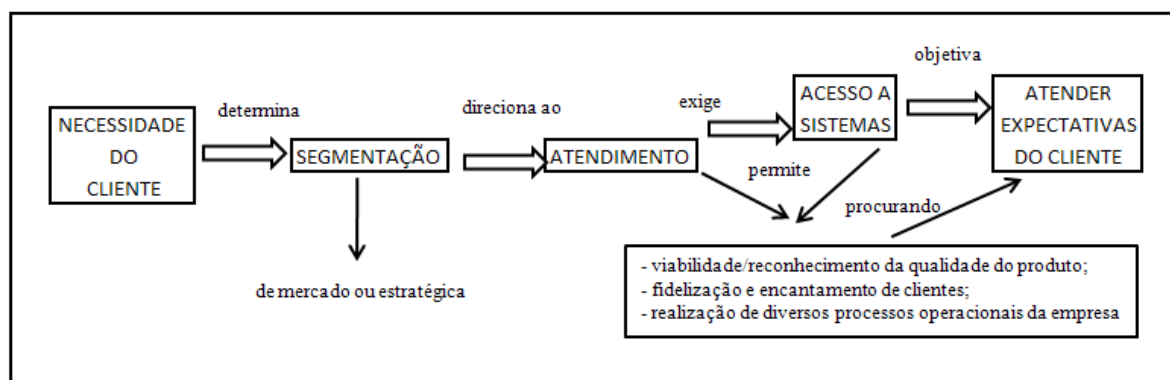 NECESSIDADE
DO
CLIENTE
determina
SEGMENTAÇÃO
de mercado ou estratégica
direciona ao
ATENDIMENTO
exige
ACESSO A
SISTEMAS
permite
objetiva
ATENDER
EXPECTATIVAS
DO CLIENTE
procurando
- viabilidade/reconhecimento da qualidade do produto;
- fidelização e encantamento de clientes;
- realização de diversos processos operacionais da empresa